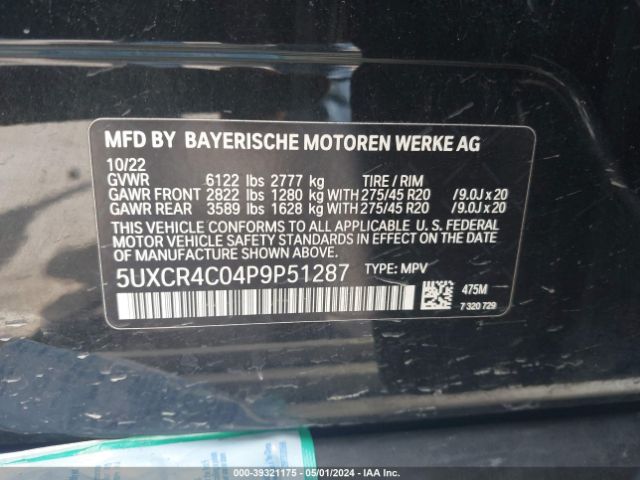 MFD BY BAYERISCHE MOTOREN WERKE AG
10/22
GVWR 6122 lbs 2777 kg TIRE / RIM
GAWR FRONT 2822 lbs 1280 kg WITH 275/45 R20 /9.0J x 20
GAWR REAR 3589 lbs 1628 kg WITH 275/45 R20 /9.0J x 20
THIS VEHICLE CONFORMS TO ALL APPLICABLE U. S. FEDERAL
MOTOR VEHICLE SAFETY STANDARDS IN EFFECT ON THE DATE
OF MANUFACTURE SHOWN ABOVE.
5UXCR4C04P9P51287 TYPE: MPV
475M
7 320 729
000-39321175 - 05/01/2024 - IAA Inc.